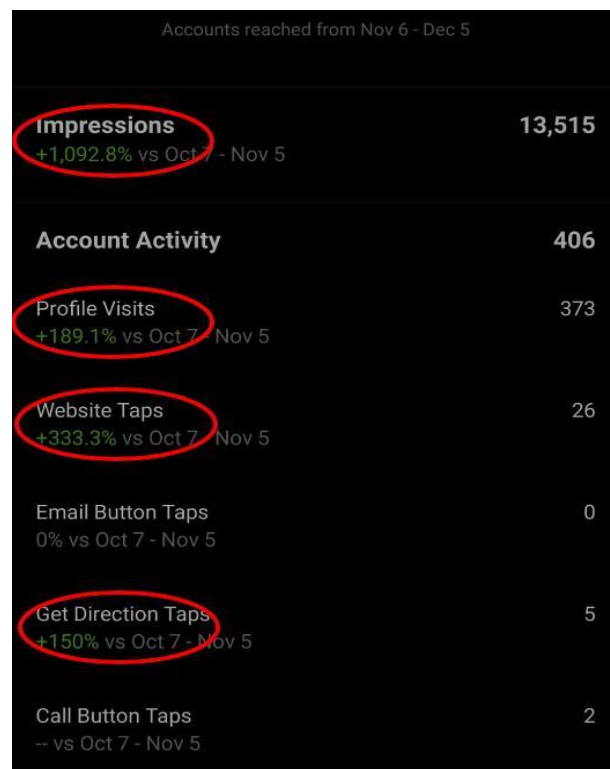 Accounts reached from Nov 6 - Dec 5
Impressions 13,515
+1,092.8% vs Oct 7 - Nov 5
Account Activity 406
Profile Visits 373
+189.1% vs Oct 7 - Nov 5
Website Taps 26
+333.3% vs Oct 7 - Nov 5
Email Button Taps 0
0% vs Oct 7 - Nov 5
Get Direction Taps 5
+150% vs Oct 7 - Nov 5
Call Button Taps 2
-- vs Oct 7 - Nov 5